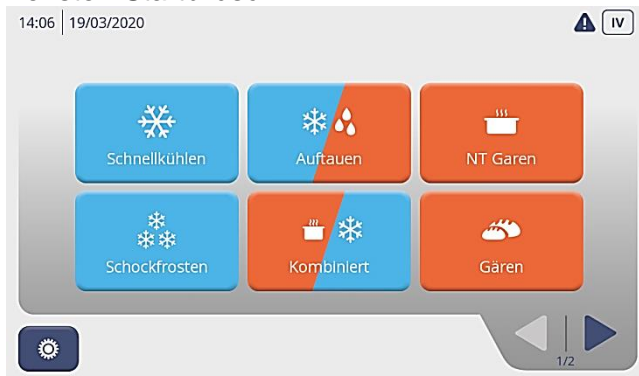 14:06 19/03/2020 IV
Schnellkühlen Auftauen NT Garen
Schockfrosten Kombiniert Gären
1/2